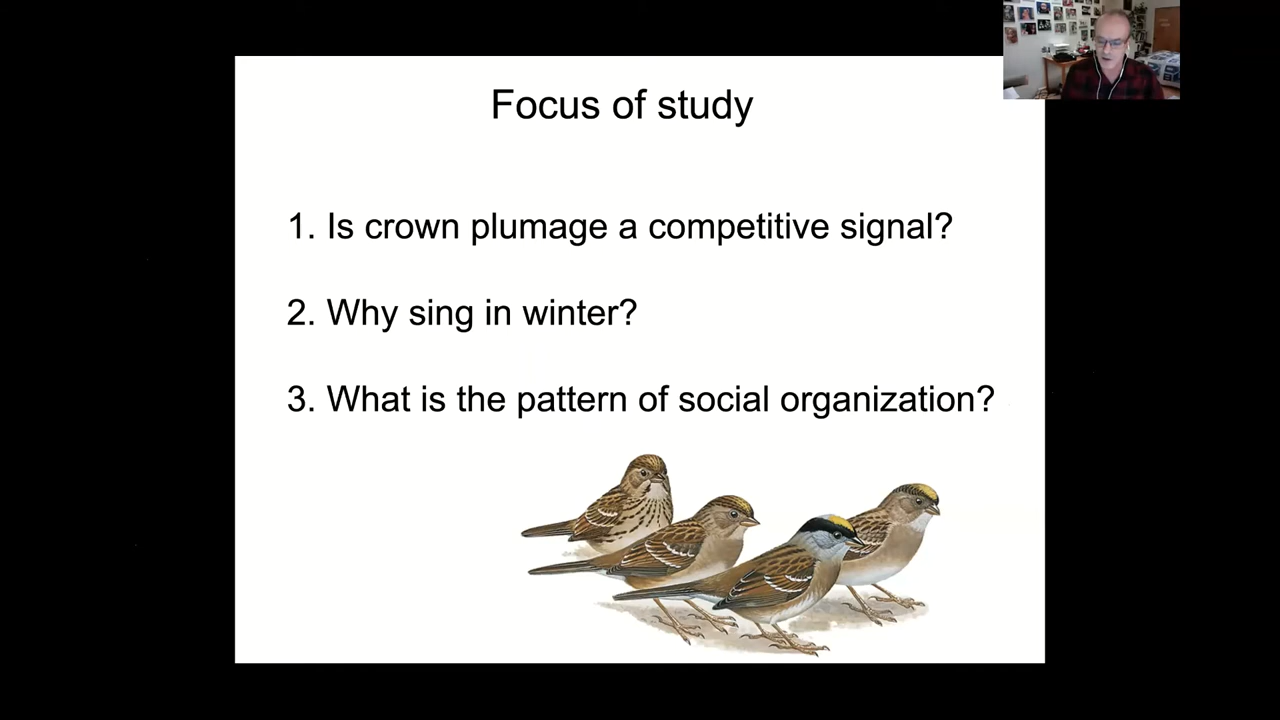 Focus of study
1. Is crown plumage a competitive signal?
2. Why sing in winter?
3. What is the pattern of social organization?